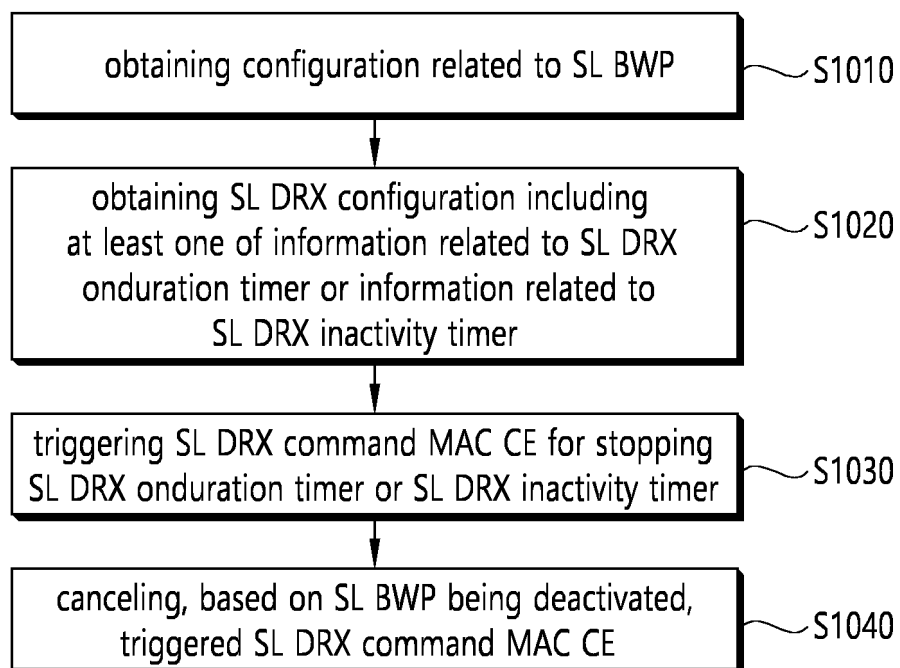 obtaining configuration related to SL BWP
S1010
obtaining SL DRX configuration including
at least one of information related to SL DRX
onduration timer or information related to
SL DRX inactivity timer
S1020
triggering SL DRX command MAC CE for stopping
SL DRX onduration timer or SL DRX inactivity timer
S1030
canceling, based on SL BWP being deactivated,
triggered SL DRX command MAC CE
S1040